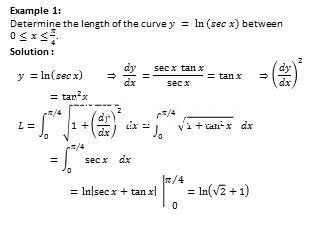 Example 1:
Determine the length of the curve y = ln (sec x) between
0 ≤ x ≤ π/4.
Solution :
y = ln(sec x) ⇒ dy/dx = sec x tan x / sec x = tan x ⇒ (dy/dx)²
= tan² x
L = ∫₀^(π/4) √(1 + (dy/dx)²) dx = ∫₀^(π/4) √(1 + tan² x) dx
= ∫₀^(π/4) sec x dx
= ln|sec x + tan x| |₀^(π/4) = ln(√2 + 1)